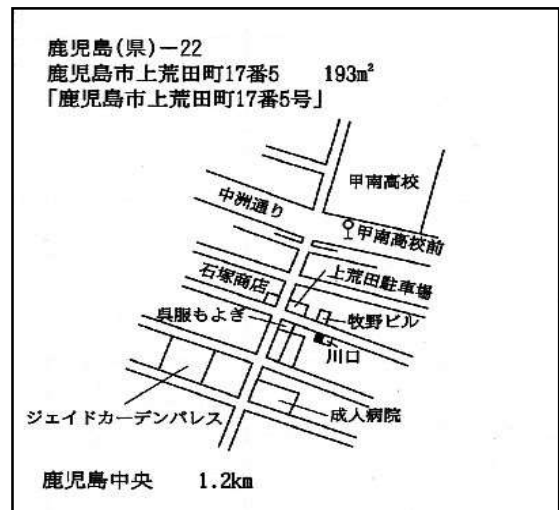 鹿児島(県)-22
鹿児島市上荒田町17番5 193m²
「鹿児島市上荒田町17番5号」
甲南高校
中洲通り
甲南高校前
上荒田駐車場
石塚商店
牧野ビル
呉服もよぎ
川口
成人病院
ジェイドカーデンパレス
鹿児島中央 1.2km